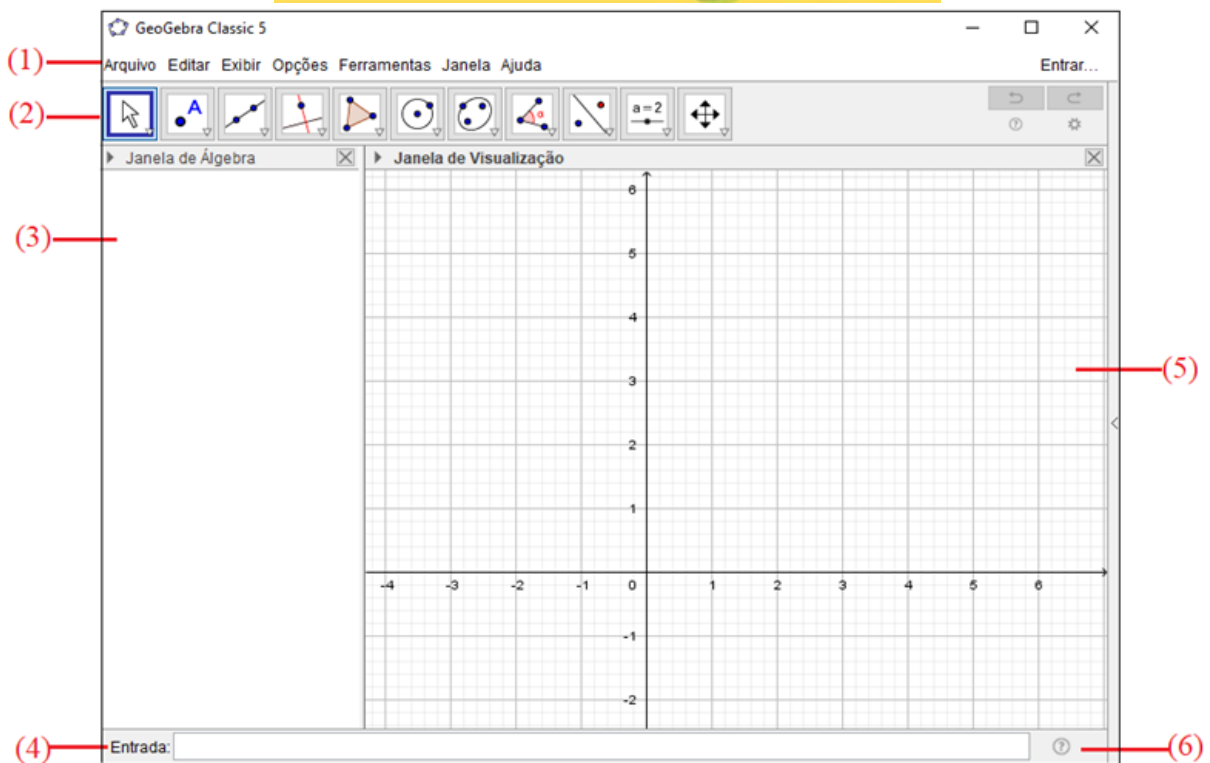 GeoGebra Classic 5
(1)
Arquivo Editar Exibir Opções Ferramentas Janela Ajuda
Entrar...
(2)
A
α
a=2
Janela de Álgebra
Janela de Visualização
6
(3)
5
4
(5)
3
2
1
-4 -3 -2 -1 0 1 2 3 4 5 6
-1
-2
(4)
Entrada:
?
(6)